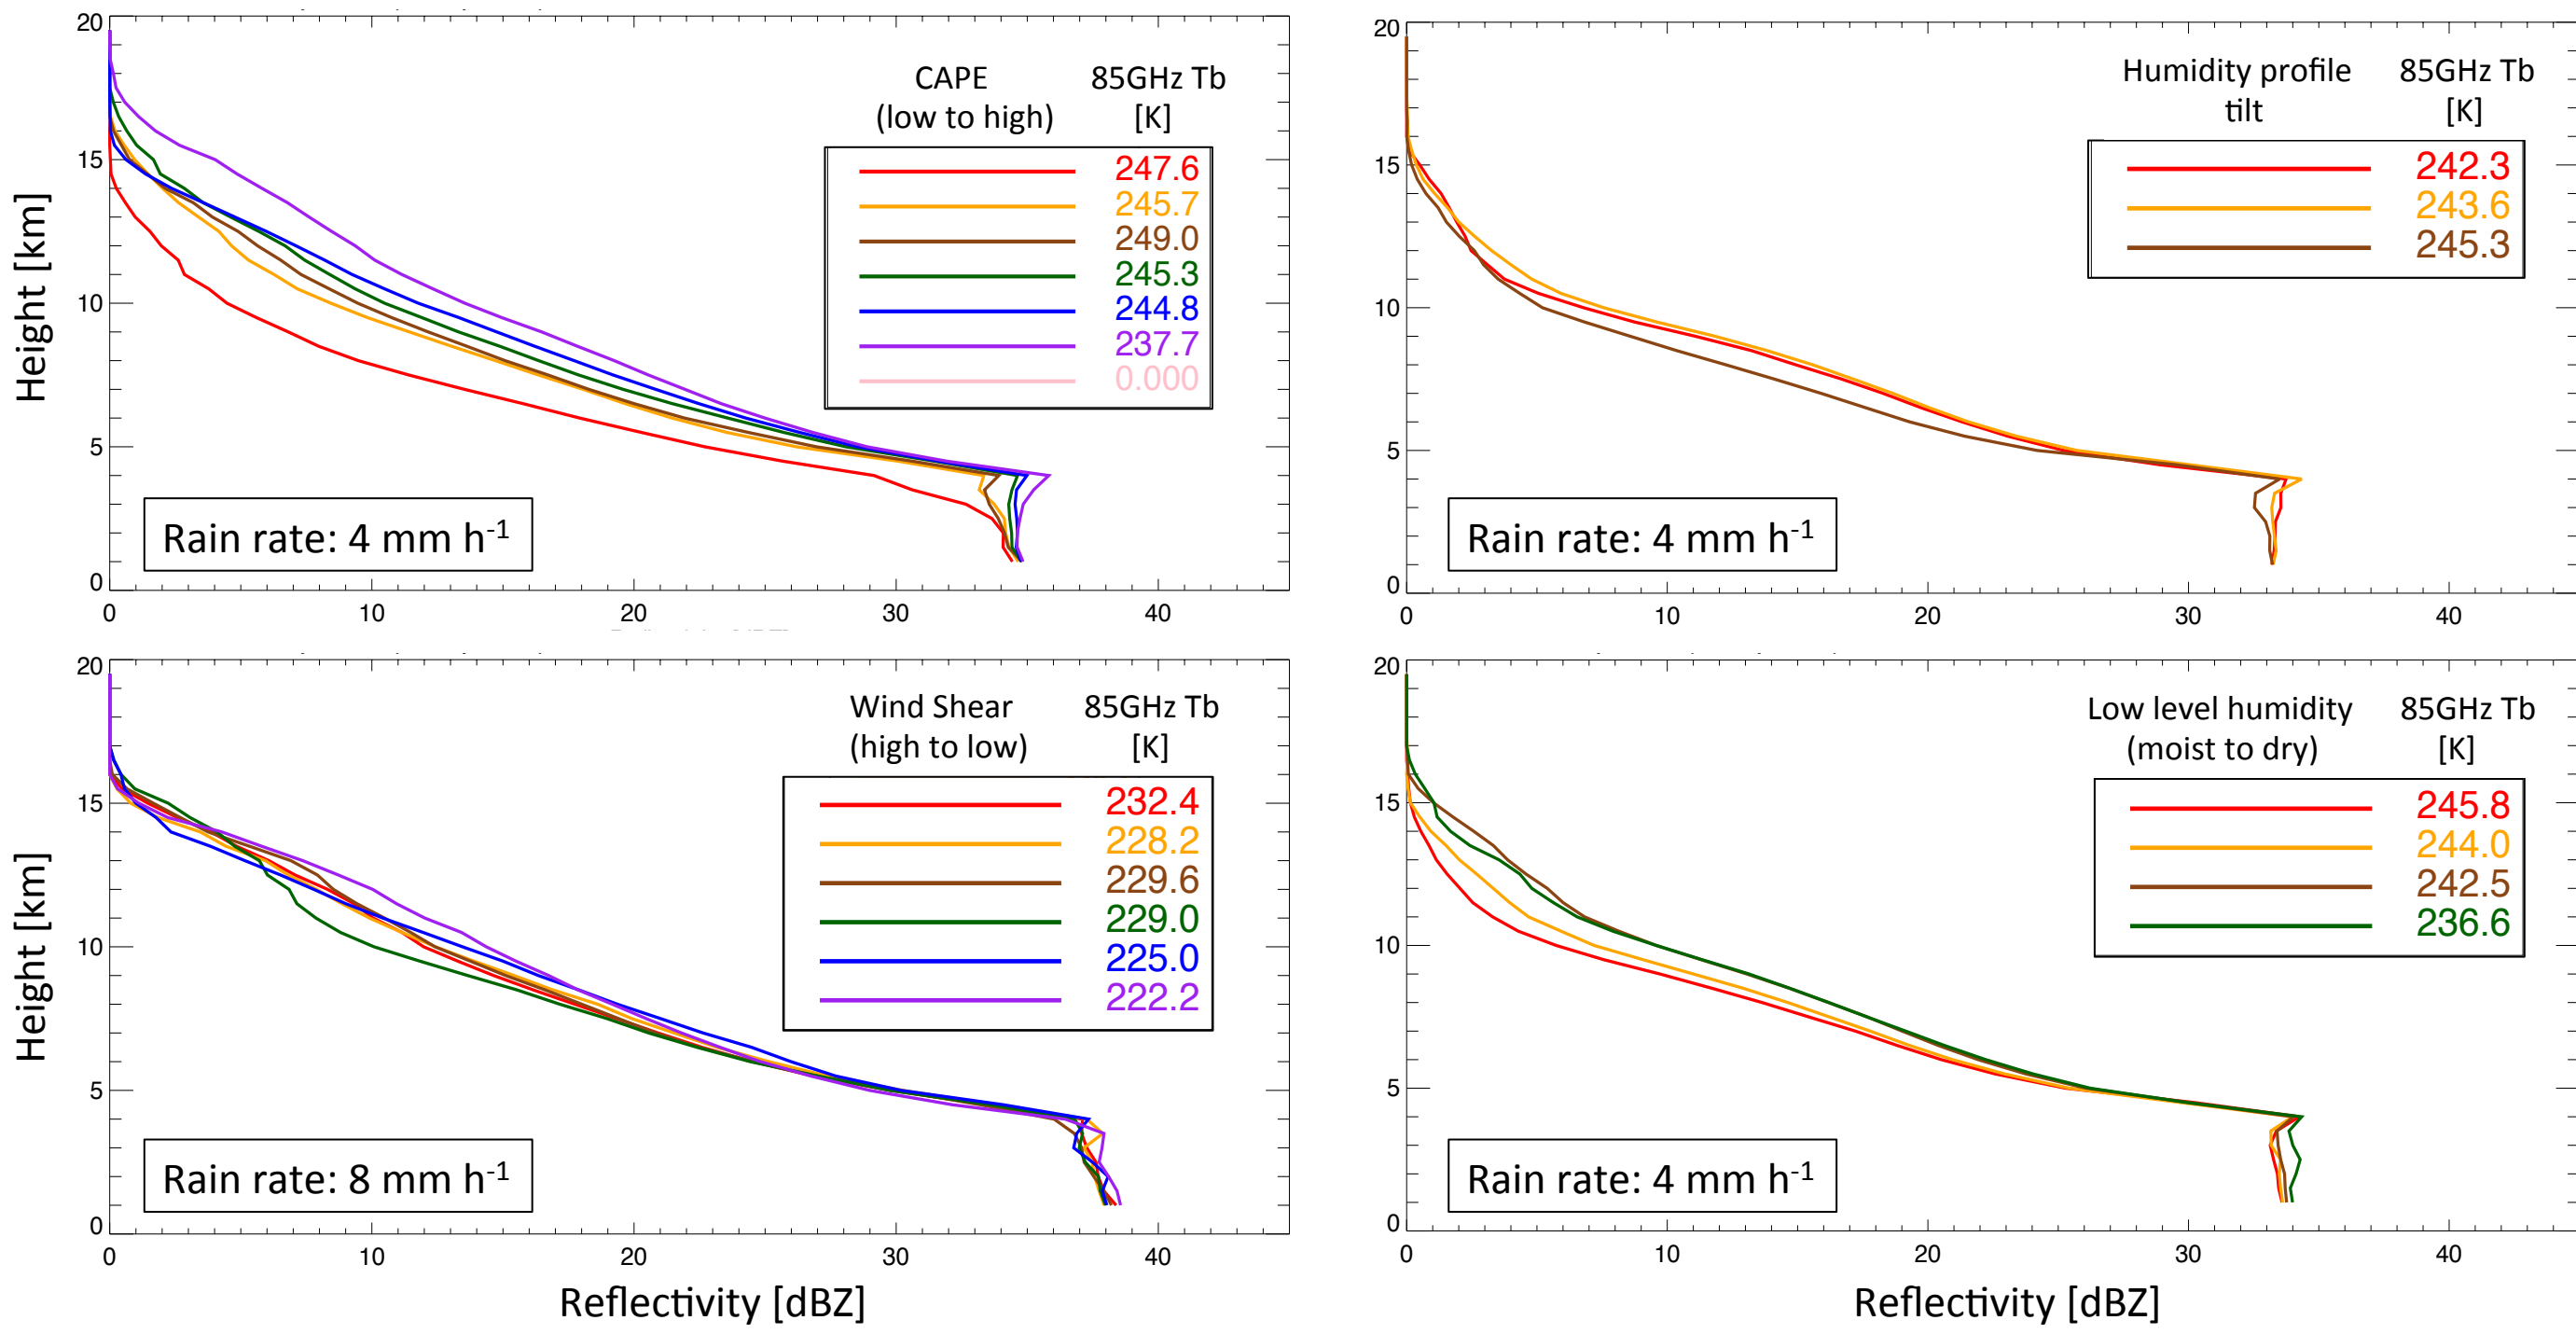 CAPE 85GHz Tb
(low to high) [K]
247.6
245.7
249.0
245.3
244.8
237.7
0.000
Rain rate: 4 mm h-1
Height [km]
20
15
10
5
0
0 10 20 30 40
Humidity profile 85GHz Tb
tilt [K]
242.3
243.6
245.3
Rain rate: 4 mm h-1
20
15
10
5
0
0 10 20 30 40
Wind Shear 85GHz Tb
(high to low) [K]
232.4
228.2
229.6
229.0
225.0
222.2
Rain rate: 8 mm h-1
Height [km]
20
15
10
5
0
0 10 20 30 40
Reflectivity [dBZ]
Low level humidity 85GHz Tb
(moist to dry) [K]
245.8
244.0
242.5
236.6
Rain rate: 4 mm h-1
20
15
10
5
0
0 10 20 30 40
Reflectivity [dBZ]